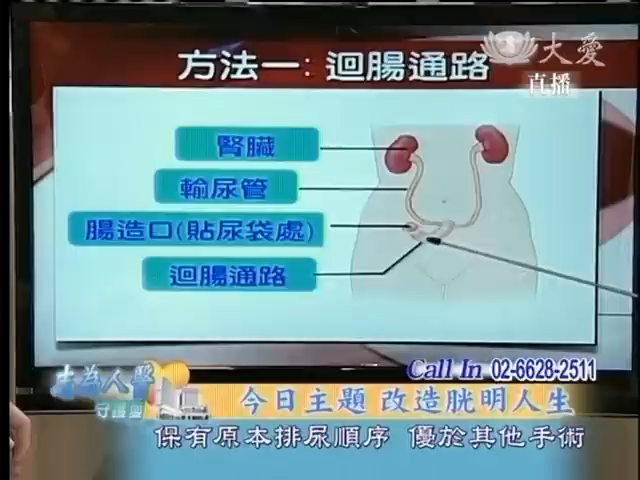 方法一：迴腸通路
大愛
直播
腎臟
輸尿管
腸造口(貼尿袋處)
迴腸通路
Call In 02-6628-2511
志為人醫
守護愛
今日主題 改造胱明人生
保有原本排尿順序 優於其他手術